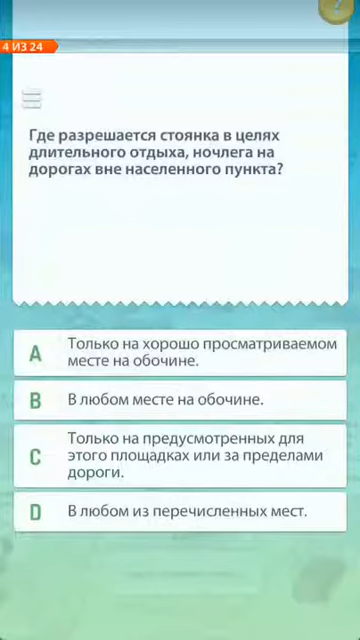 ?
4 ИЗ 24
Где разрешается стоянка в целях
длительного отдыха, ночлега на
дорогах вне населенного пункта?
A Только на хорошо просматриваемом
месте на обочине.
B В любом месте на обочине.
C Только на предусмотренных для
этого площадках или за пределами
дороги.
D В любом из перечисленных мест.